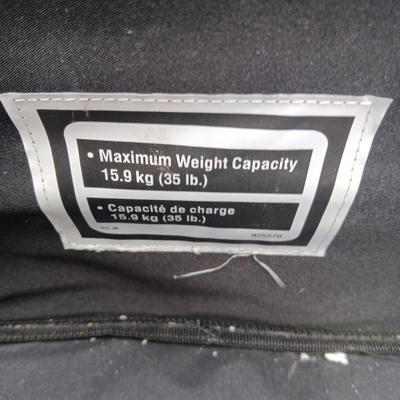 • Maximum Weight Capacity
15.9 kg (35 lb.)
• Capacité de charge
15.9 kg (35 lb.)